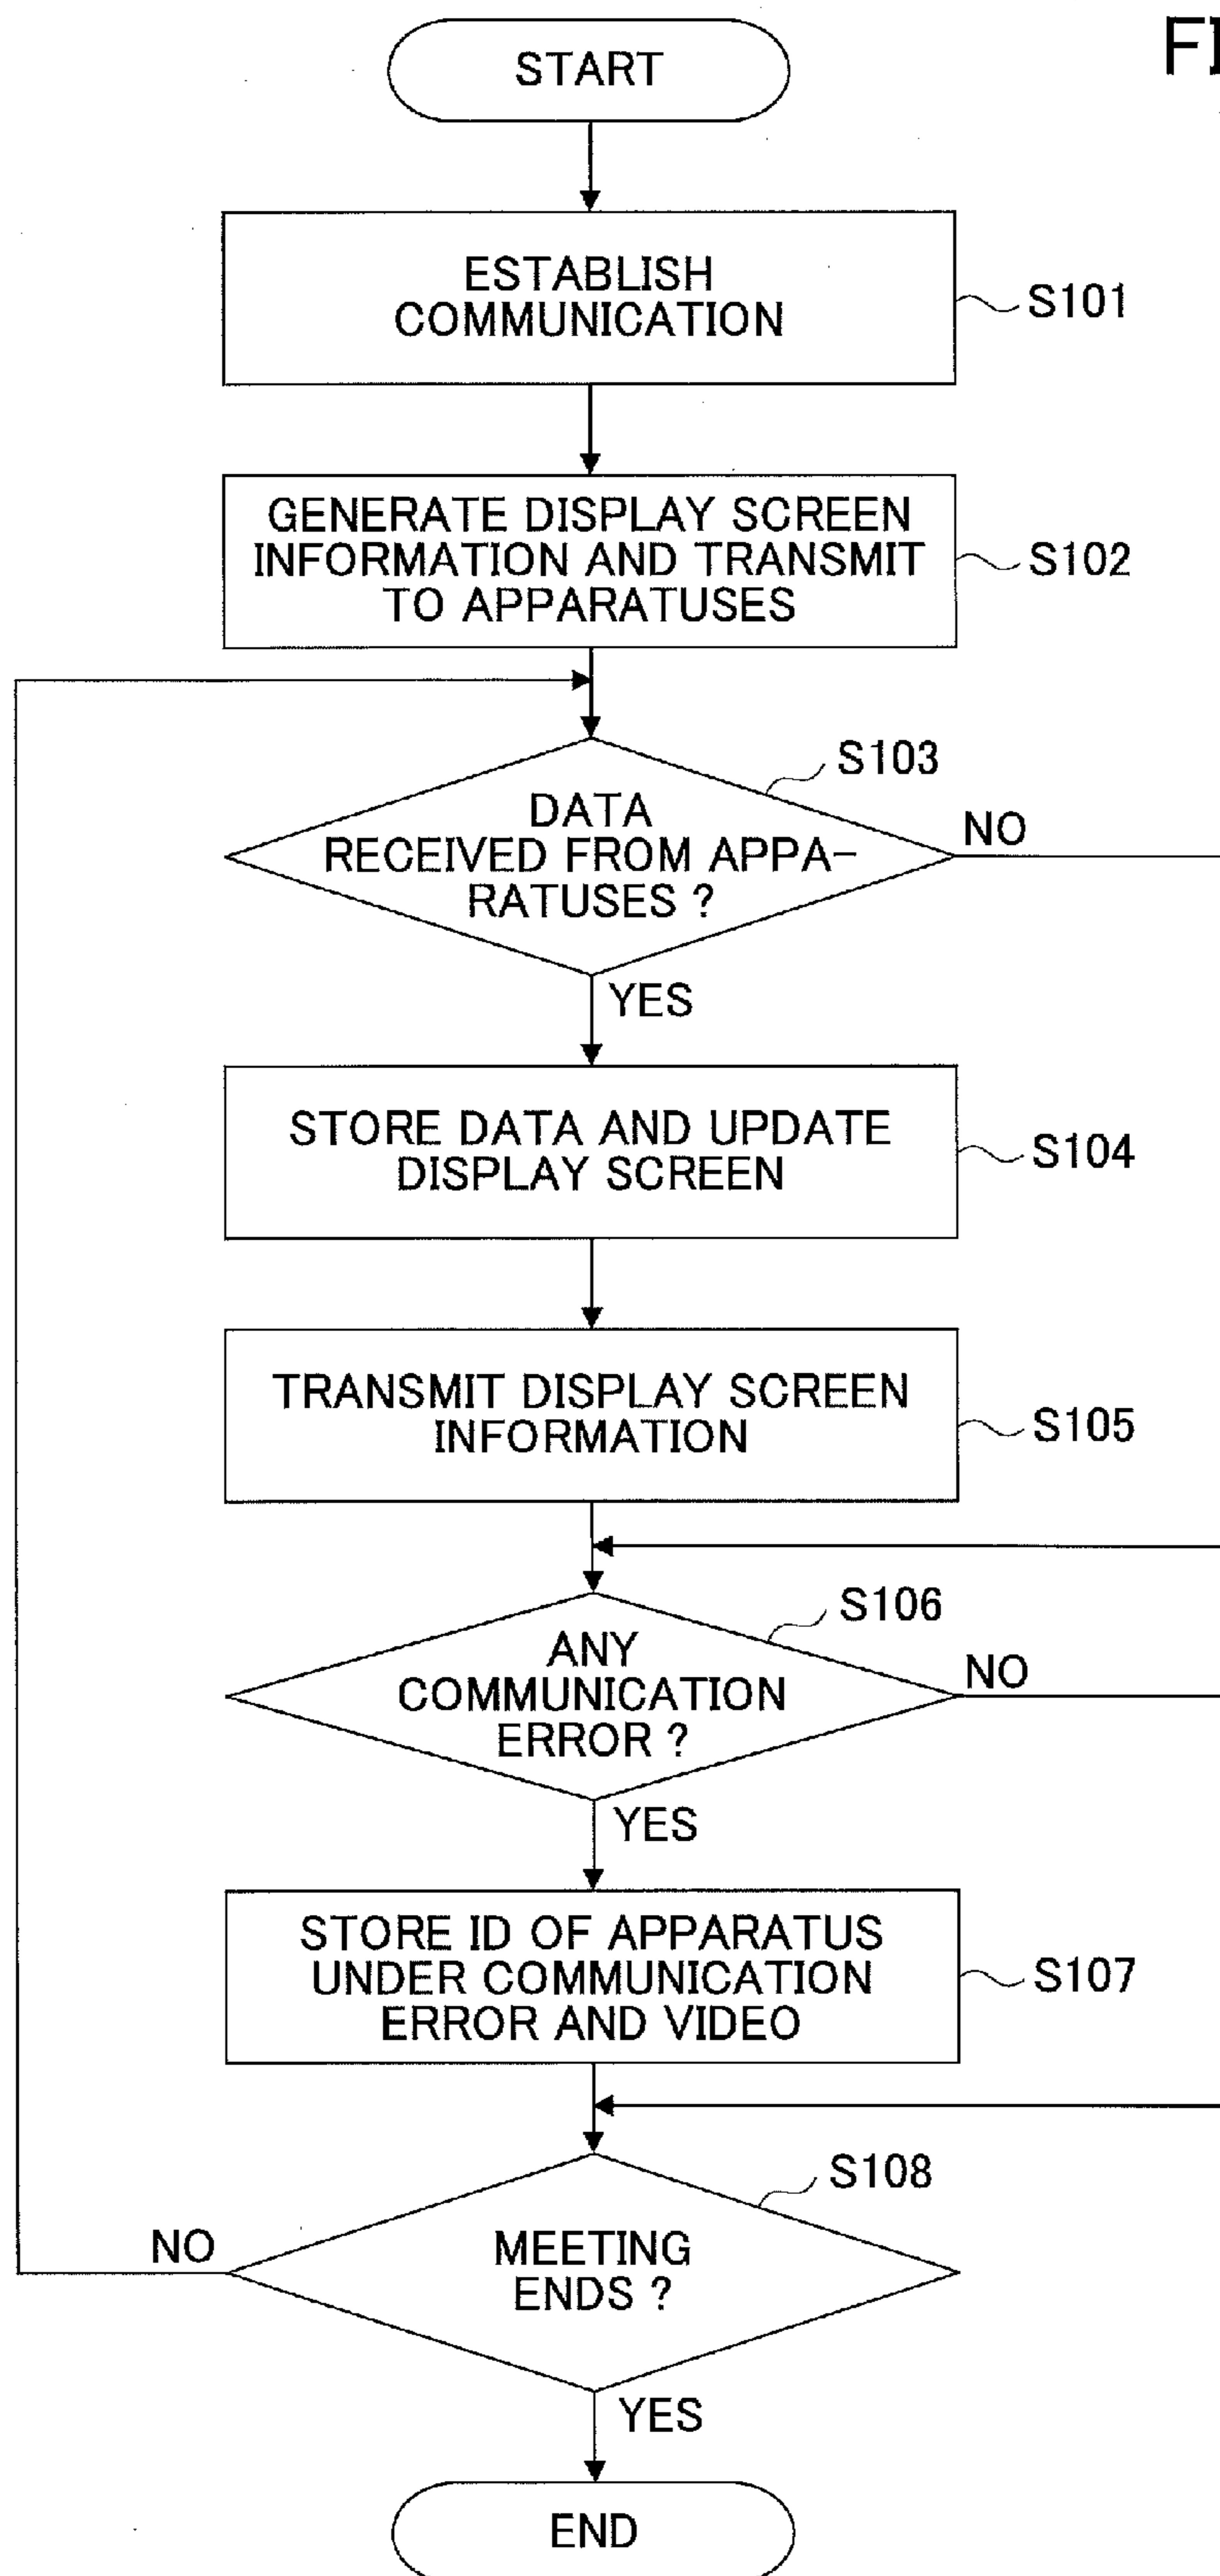 START
FI
ESTABLISH
COMMUNICATION
S101
GENERATE DISPLAY SCREEN
INFORMATION AND TRANSMIT
TO APPARATUSES
S102
S103
DATA
RECEIVED FROM APPA-
RATUSES ?
NO
YES
STORE DATA AND UPDATE
DISPLAY SCREEN
S104
TRANSMIT DISPLAY SCREEN
INFORMATION
S105
S106
ANY
COMMUNICATION
ERROR ?
NO
YES
STORE ID OF APPARATUS
UNDER COMMUNICATION
ERROR AND VIDEO
S107
S108
NO
MEETING
ENDS ?
YES
END